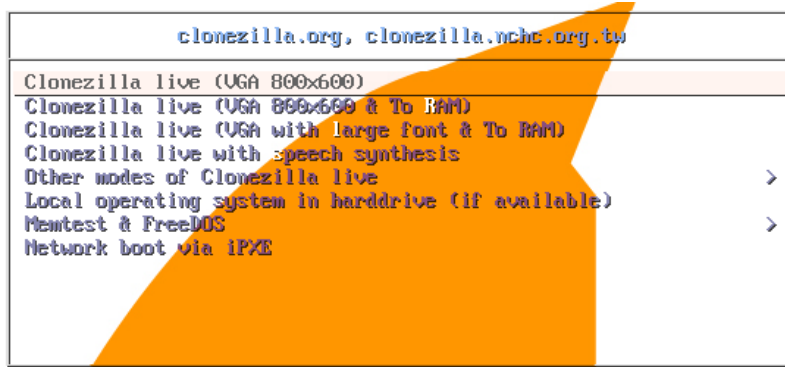 clonezilla.org, clonezilla.nchc.org.tw
Clonezilla live (VGA 800x600)
Clonezilla live (VGA 800x600 & To RAM)
Clonezilla live (VGA with large font & To RAM)
Clonezilla live with speech synthesis
Other modes of Clonezilla live >
Local operating system in harddrive (if available)
Memtest & FreeDOS >
Network boot via iPXE